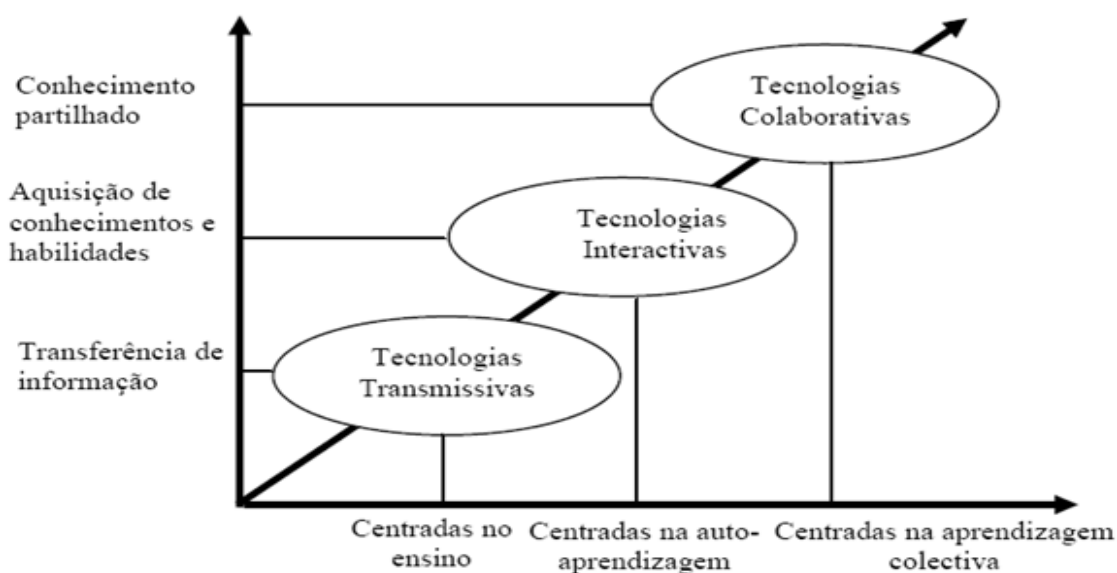 Conhecimento
partilhado
Tecnologias
Colaborativas
Aquisição de
conhecimentos e
habilidades
Tecnologias
Interactivas
Transferência de
informação
Tecnologias
Transmissivas
Centradas no
ensino
Centradas na auto-
aprendizagem
Centradas na aprendizagem
colectiva